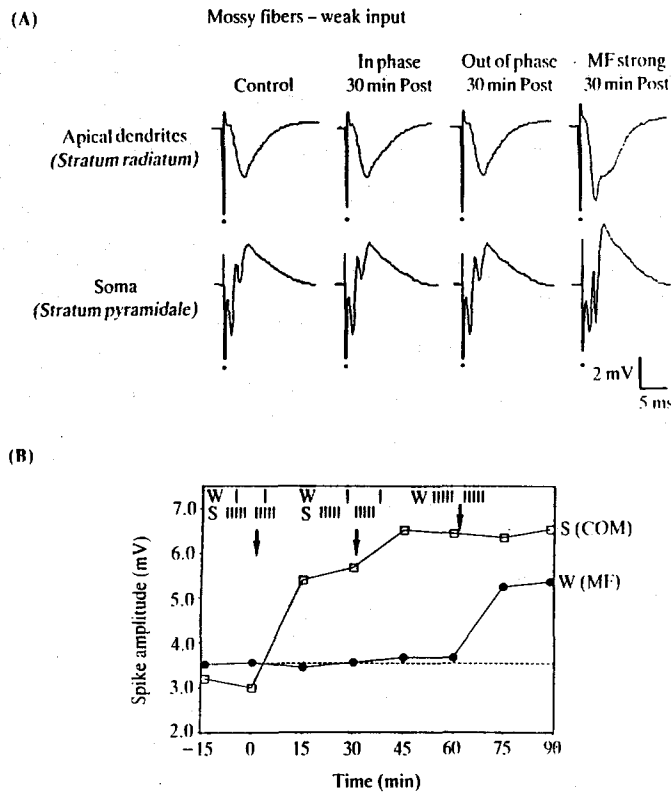 (A)
Mossy fibers – weak input
Control
In phase
30 min Post
Out of phase
30 min Post
MF strong
30 min Post
Apical dendrites
(Stratum radiatum)
Soma
(Stratum pyramidale)
2 mV
5 ms
(B)
W
S
W
S
W
7.0
6.0
5.0
4.0
3.0
2.0
Spike amplitude (mV)
S (COM)
W (MF)
−15 0 15 30 45 60 75 90
Time (min)